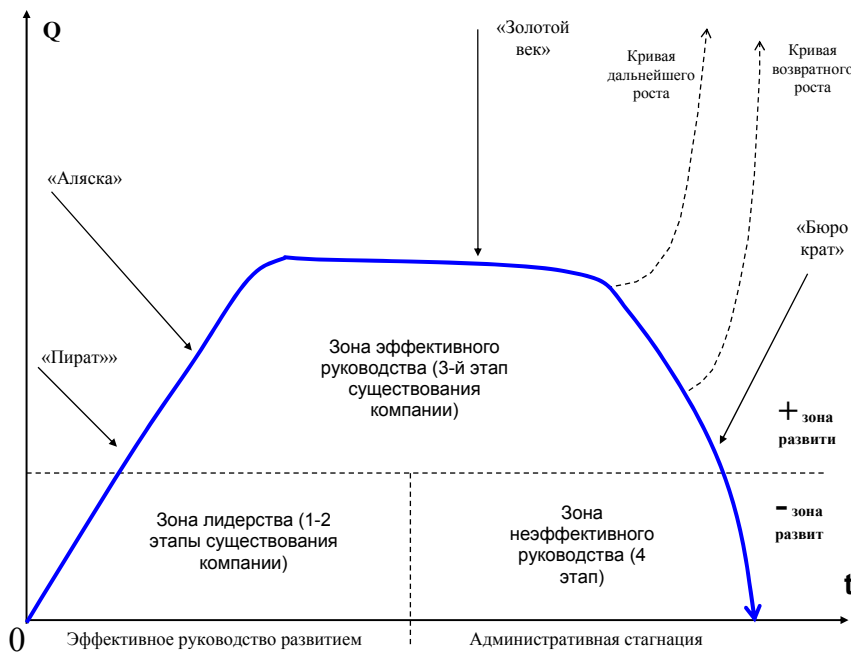 Q
«Золотой
век»
Кривая
дальнейшего
роста
Кривая
возвратного
роста
«Аляска»
«Бюро
крат»
«Пират»»
Зона эффективного
руководства (3-й этап
существования
компании)
+ зона
развити
Зона лидерства (1-2
этапы существования
компании)
Зона
неэффективного
руководства (4
этап)
- зона
развит
t
0
Эффективное руководство развитием
Административная стагнация